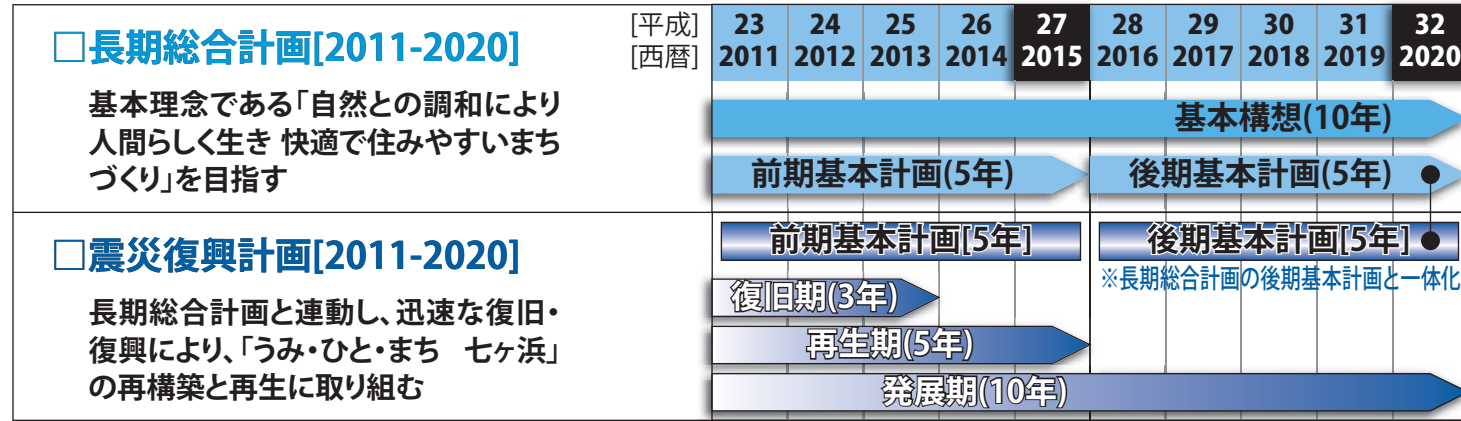 □長期総合計画[2011-2020]
基本理念である「自然との調和により
人間らしく生き 快適で住みやすいまち
づくり」を目指す
[平成] 23 24 25 26 27 28 29 30 31 32
[西暦] 2011 2012 2013 2014 2015 2016 2017 2018 2019 2020
基本構想(10年)
前期基本計画(5年) 後期基本計画(5年)
□震災復興計画[2011-2020]
長期総合計画と連動し、迅速な復旧・
復興により、「うみ・ひと・まち 七ヶ浜」
の再構築と再生に取り組む
前期基本計画[5年] 後期基本計画[5年]
※長期総合計画の後期基本計画と一体化
復旧期(3年)
再生期(5年)
発展期(10年)